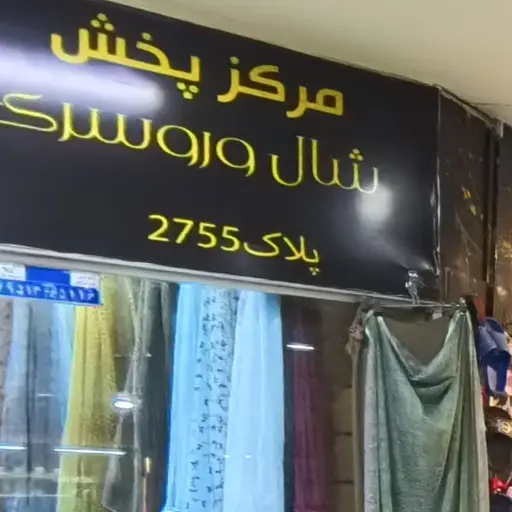 مرکز پخش
شال وروسری
پلاک2755